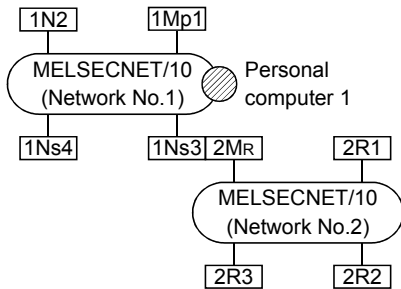 1N2
1Mp1
MELSECNET/10
(Network No.1)
Personal
computer 1
1Ns4
1Ns3
2MR
2R1
MELSECNET/10
(Network No.2)
2R3
2R2